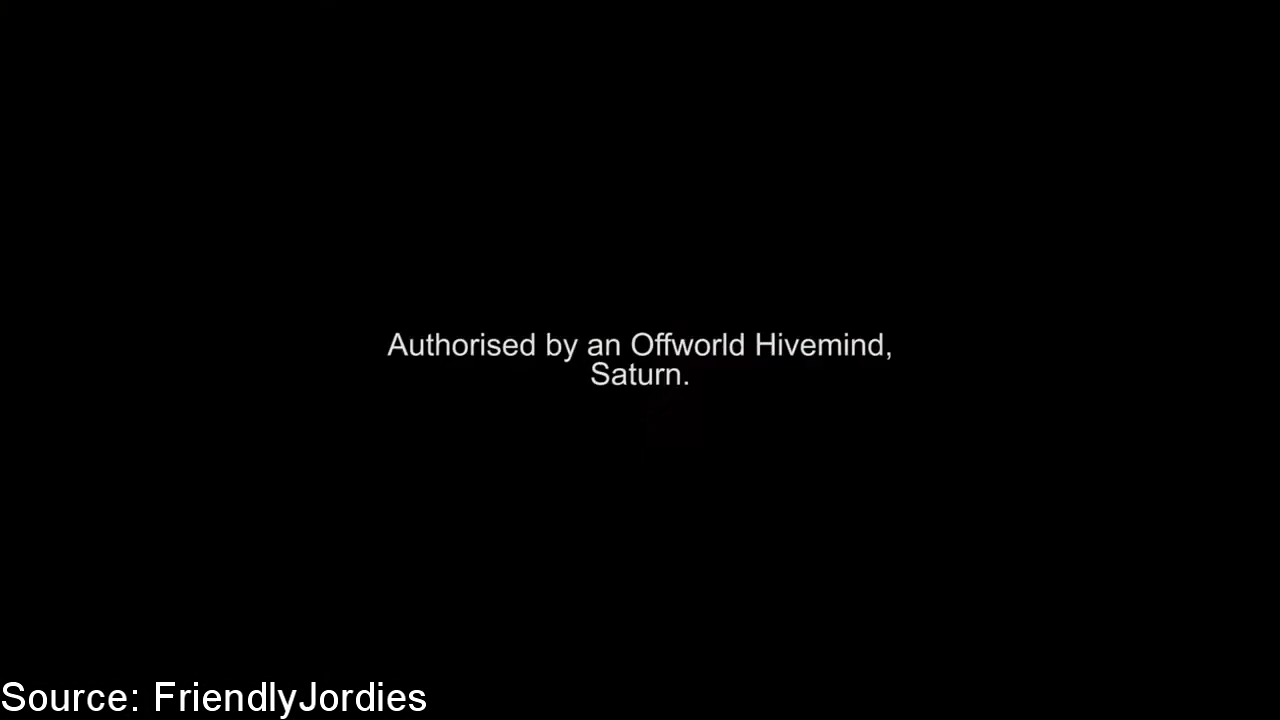 Authorised by an Offworld Hivemind,
Saturn.
Source: FriendlyJordies